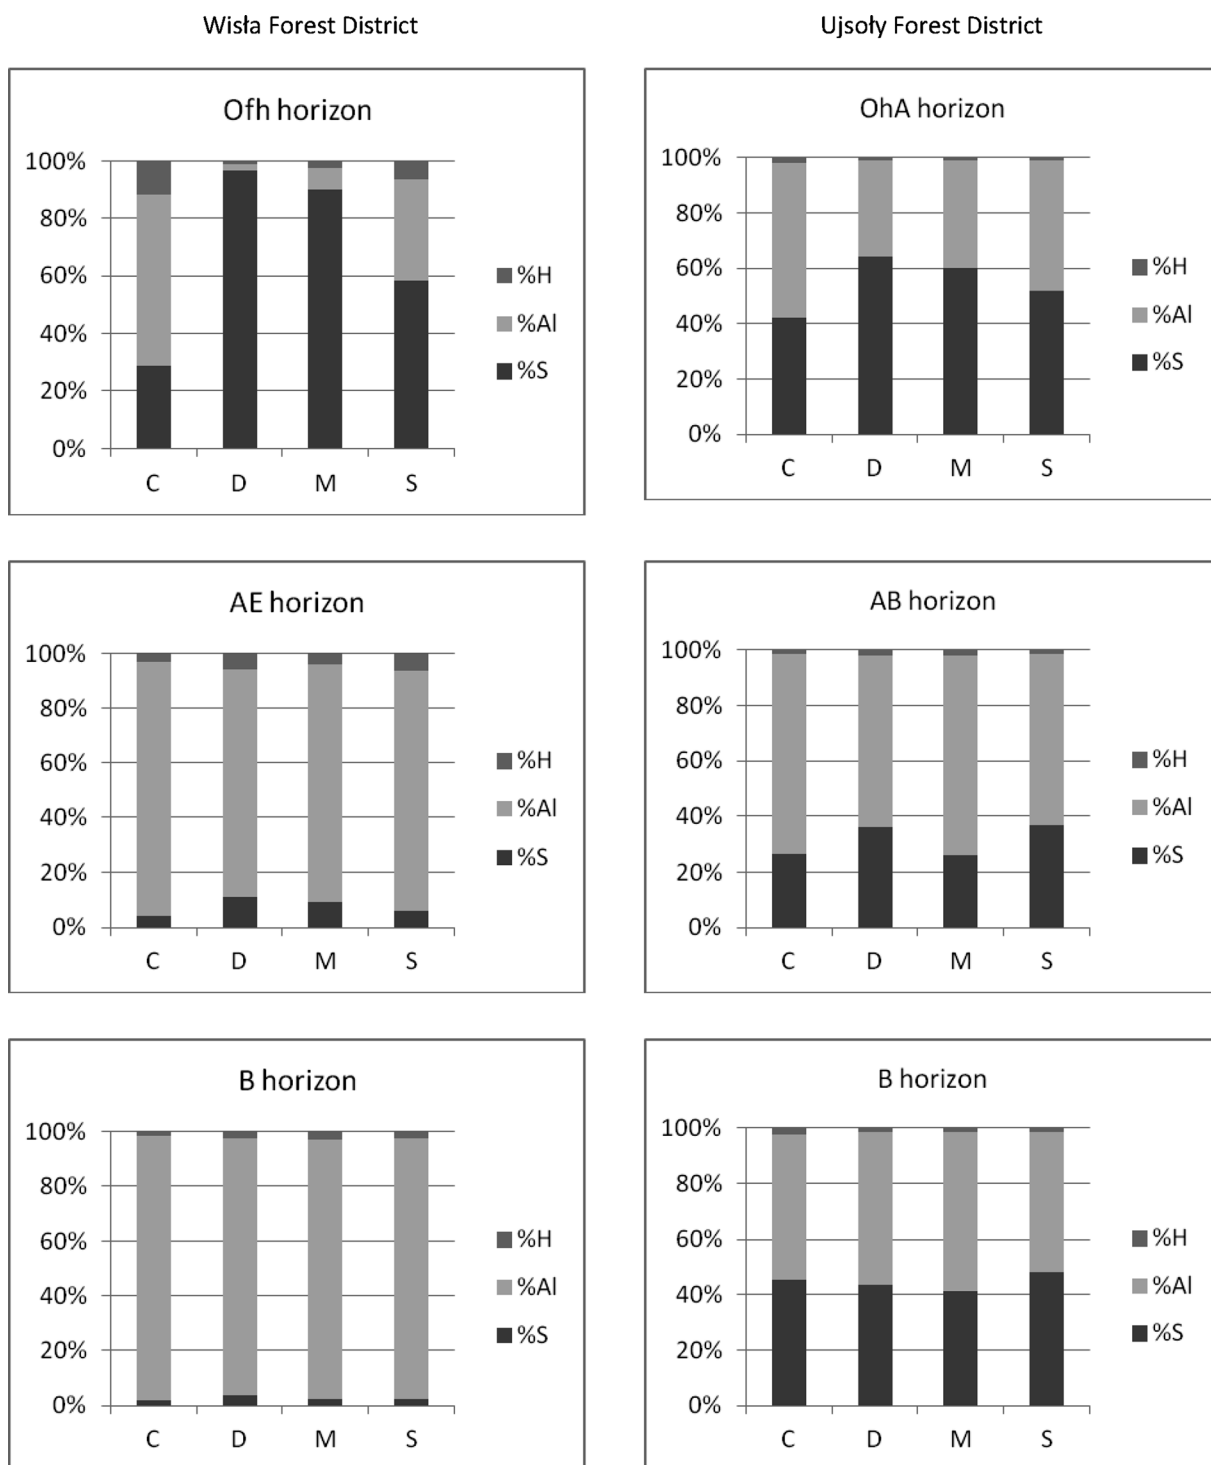 Wisła Forest District
Ujsoły Forest District
Ofh horizon
100%
80%
60%
40%
20%
0%
C D M S
%H
%Al
%S
OhA horizon
100%
80%
60%
40%
20%
0%
C D M S
%H
%Al
%S
AE horizon
100%
80%
60%
40%
20%
0%
C D M S
%H
%Al
%S
AB horizon
100%
80%
60%
40%
20%
0%
C D M S
%H
%Al
%S
B horizon
100%
80%
60%
40%
20%
0%
C D M S
%H
%Al
%S
B horizon
100%
80%
60%
40%
20%
0%
C D M S
%H
%Al
%S